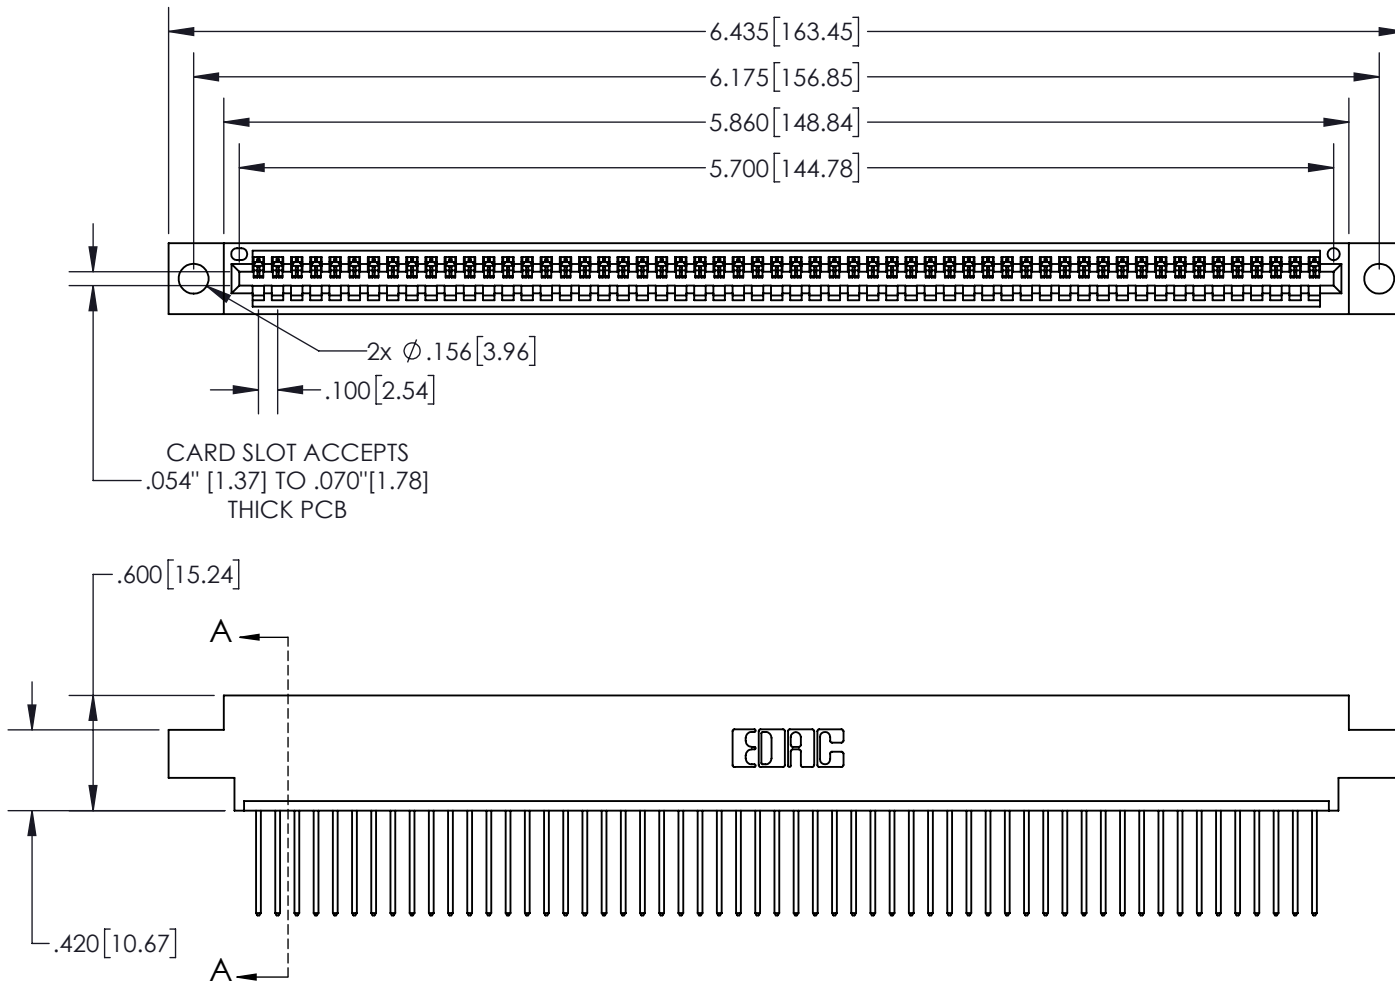 6.435[163.45]
6.175[156.85]
5.860[148.84]
5.700[144.78]
2x Ø.156[3.96]
.100[2.54]
CARD SLOT ACCEPTS
.054" [1.37] TO .070"[1.78]
THICK PCB
.600[15.24]
A
EDAC
.420[10.67]
A